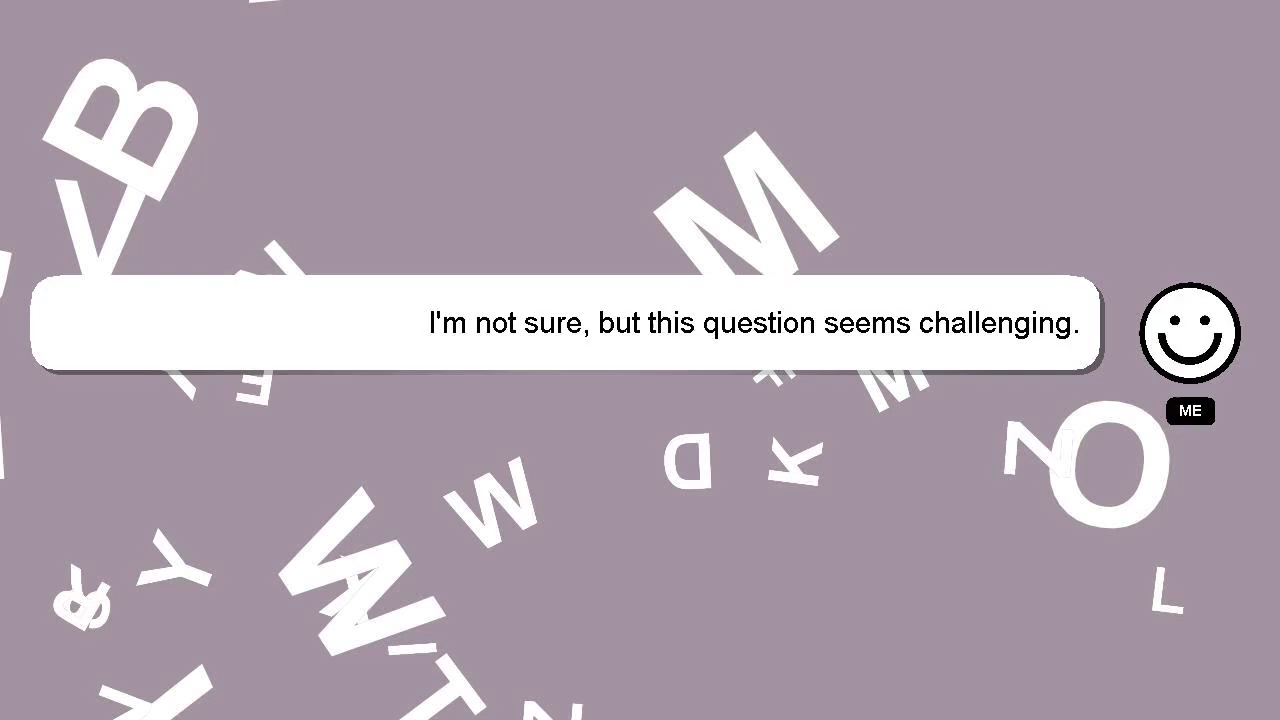 I'm not sure, but this question seems challenging.
ME
B
V
M
M
E
D
K
Z
O
W
Y
W
R
L
I
T